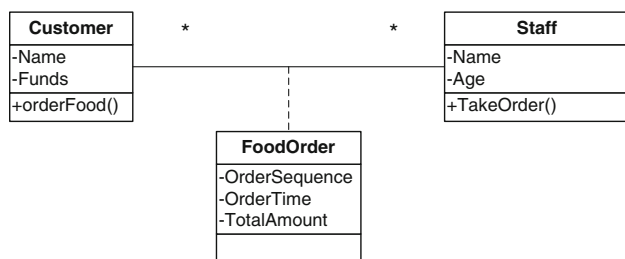 Customer
-Name
-Funds
+orderFood()
*
*
Staff
-Name
-Age
+TakeOrder()
FoodOrder
-OrderSequence
-OrderTime
-TotalAmount